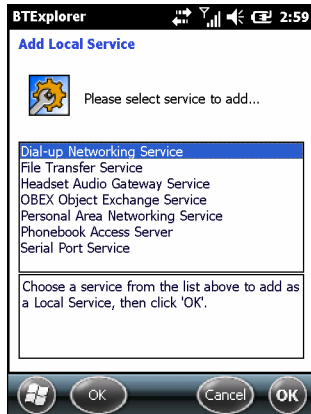 BTExplorer 2:59
Add Local Service
Please select service to add...
Dial-up Networking Service
File Transfer Service
Headset Audio Gateway Service
OBEX Object Exchange Service
Personal Area Networking Service
Phonebook Access Server
Serial Port Service
Choose a service from the list above to add as
a Local Service, then click 'OK'.
OK Cancel OK